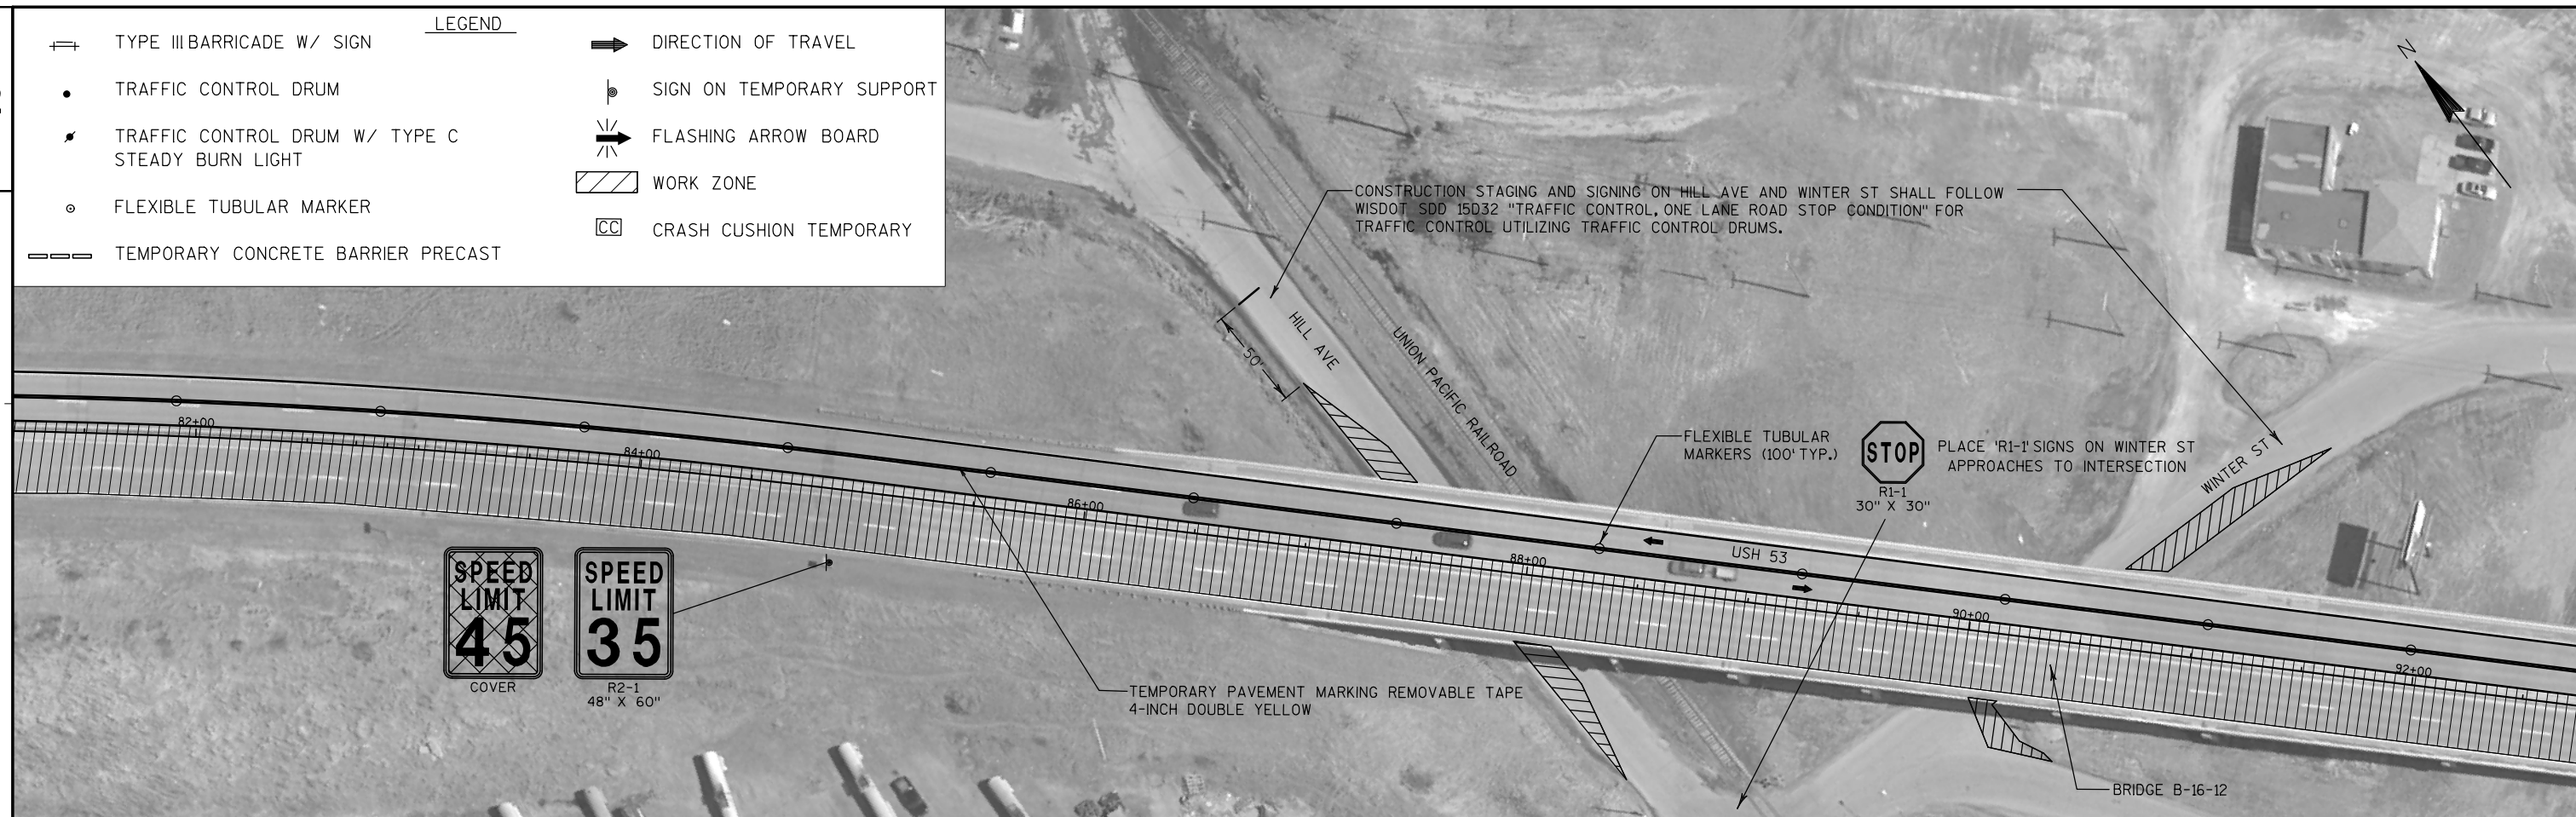 LEGEND
TYPE III BARRICADE W/ SIGN
TRAFFIC CONTROL DRUM
TRAFFIC CONTROL DRUM W/ TYPE C
STEADY BURN LIGHT
FLEXIBLE TUBULAR MARKER
TEMPORARY CONCRETE BARRIER PRECAST
DIRECTION OF TRAVEL
SIGN ON TEMPORARY SUPPORT
FLASHING ARROW BOARD
WORK ZONE
CC
CRASH CUSHION TEMPORARY
N
CONSTRUCTION STAGING AND SIGNING ON HILL AVE AND WINTER ST SHALL FOLLOW
WISDOT SDD 15D32 "TRAFFIC CONTROL, ONE LANE ROAD STOP CONDITION" FOR
TRAFFIC CONTROL UTILIZING TRAFFIC CONTROL DRUMS.
HILL AVE
50'
UNION PACIFIC RAILROAD
FLEXIBLE TUBULAR
MARKERS (100' TYP.)
STOP
R1-1
30" X 30"
PLACE 'R1-1' SIGNS ON WINTER ST
APPROACHES TO INTERSECTION
WINTER ST
82+00
84+00
86+00
88+00
USH 53
90+00
92+00
SPEED
LIMIT
45
COVER
SPEED
LIMIT
35
R2-1
48" X 60"
TEMPORARY PAVEMENT MARKING REMOVABLE TAPE
4-INCH DOUBLE YELLOW
BRIDGE B-16-12